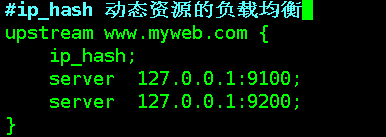 #ip_hash 动态资源的负载均衡
upstream www.myweb.com {
    ip_hash;
    server  127.0.0.1:9100;
    server  127.0.0.1:9200;
}